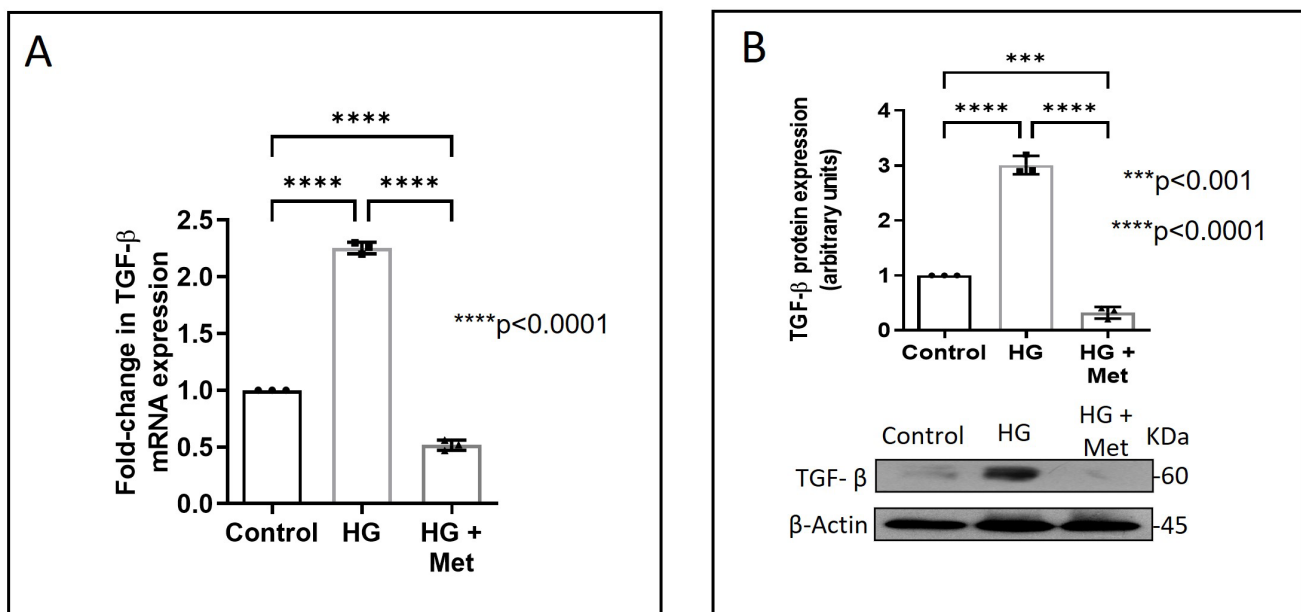 A
****
**** ****
Fold-change in TGF-β
mRNA expression
2.5
2.0
1.5
1.0
0.5
0.0
Control HG HG +
Met
****p<0.0001
B
***
**** ****
TGF-β protein expression
(arbitrary units)
4
3
2
1
0
Control HG HG +
Met
***p<0.001
****p<0.0001
Control HG HG +
Met KDa
TGF- β -60
β-Actin -45